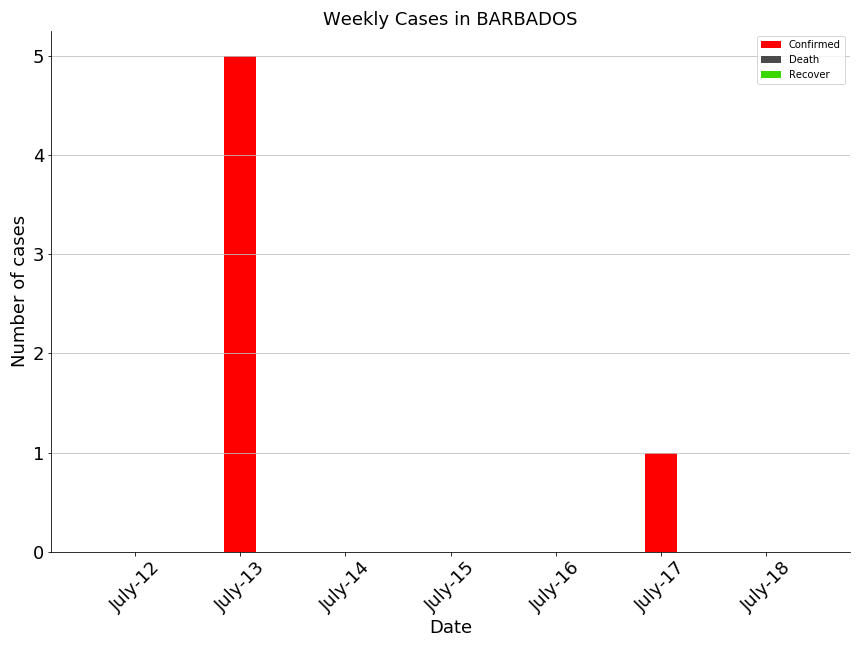 Weekly Cases in BARBADOS
Confirmed
Death
Recover
Number of cases
5
4
3
2
1
0
July-12
July-13
July-14
July-15
July-16
July-17
July-18
Date